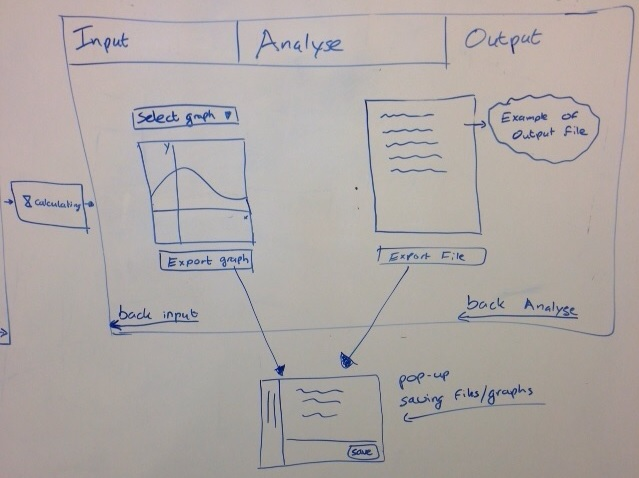 Input
Analyse
Output
Select graph ▼
y
Example of
Output file
calculating
Export graph
Export File
back input
back Analyse
pop-up
saving files/graphs
save